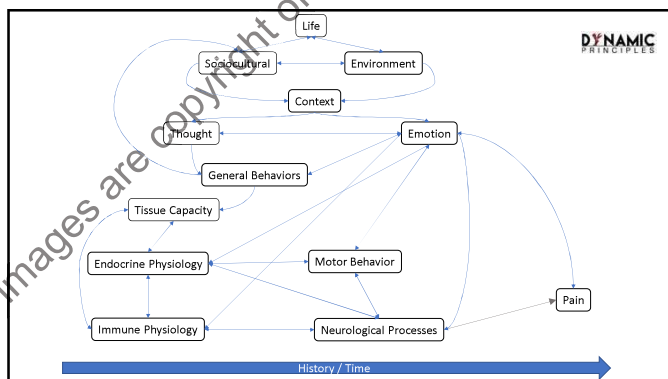 Life
DYNAMIC
PRINCIPLES
Sociocultural
Environment
Context
Thought
Emotion
General Behaviors
Tissue Capacity
Endocrine Physiology
Motor Behavior
Pain
Immune Physiology
Neurological Processes
History / Time
Images are copyright of